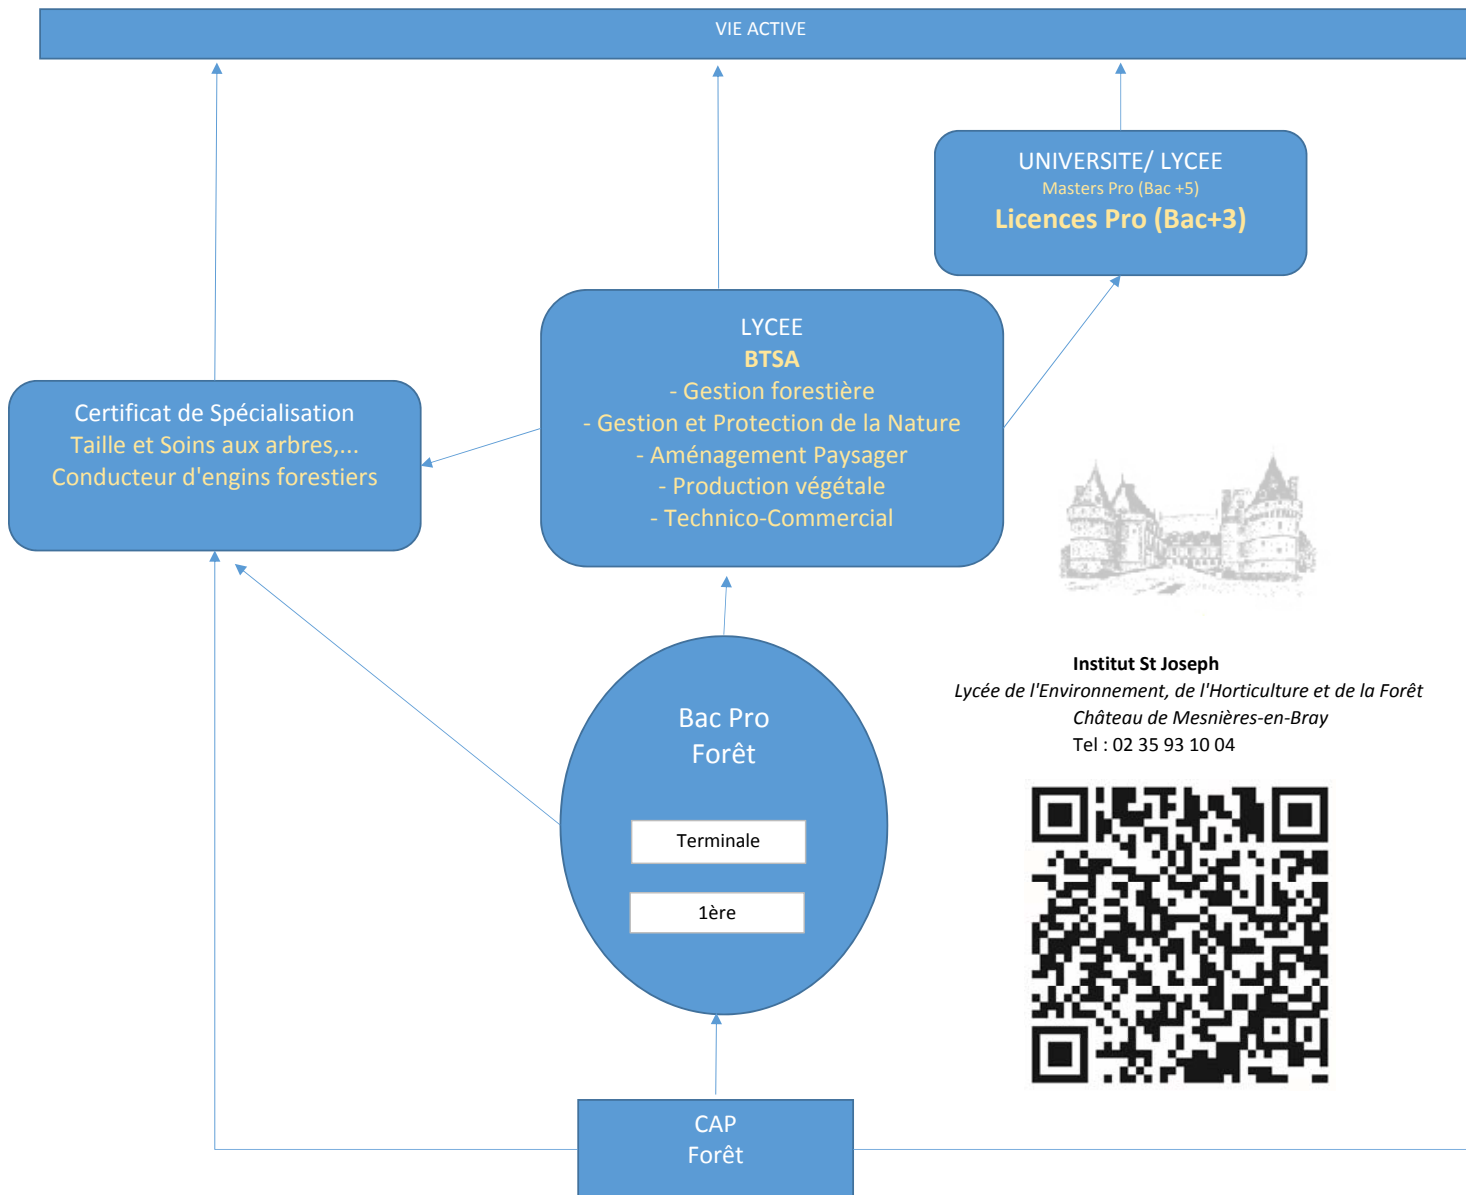 VIE ACTIVE
UNIVERSITE/ LYCEE
Masters Pro (Bac +5)
Licences Pro (Bac+3)
LYCEE
BTSA
- Gestion forestière
- Gestion et Protection de la Nature
- Aménagement Paysager
- Production végétale
- Technico-Commercial
Certificat de Spécialisation
Taille et Soins aux arbres,...
Conducteur d'engins forestiers
Institut St Joseph
Lycée de l'Environnement, de l'Horticulture et de la Forêt
Château de Mesnières-en-Bray
Tel : 02 35 93 10 04
Bac Pro
Forêt
Terminale
1ère
CAP
Forêt